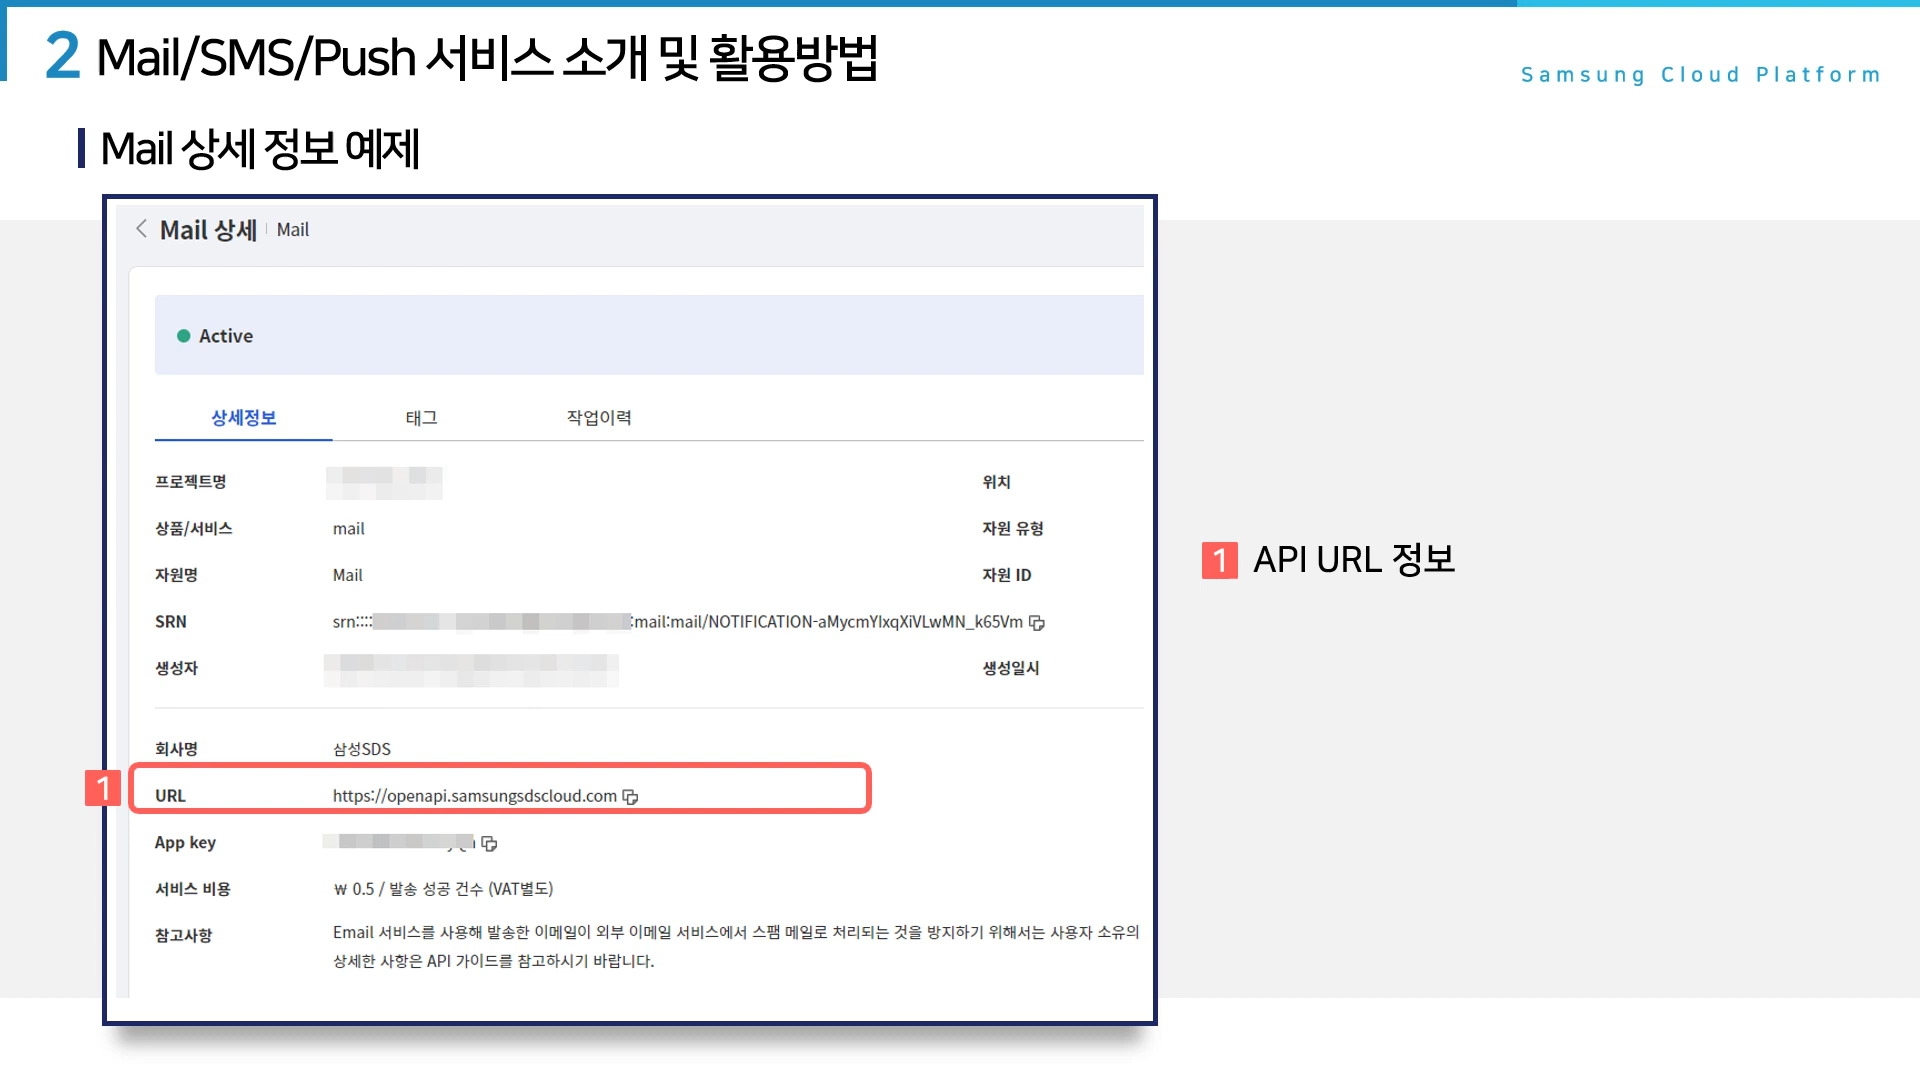 2 Mail/SMS/Push 서비스 소개 및 활용방법
Samsung Cloud Platform
Mail 상세 정보 예제
Mail 상세 Mail
Active
상세정보 태그 작업이력
프로젝트명 위치
상품/서비스 mail 자원 유형
자원명 Mail 자원 ID
SRN srn:::: :mail:mail/NOTIFICATION-aMycmYIxqXiVLwMN_k65Vm
생성자 생성일시
회사명 삼성SDS
1 URL https://openapi.samsungsdscloud.com
App key
서비스 비용 ₩ 0.5 / 발송 성공 건수 (VAT별도)
참고사항 Email 서비스를 사용해 발송한 이메일이 외부 이메일 서비스에서 스팸 메일로 처리되는 것을 방지하기 위해서는 사용자 소유의
상세한 사항은 API 가이드를 참고하시기 바랍니다.
1 API URL 정보